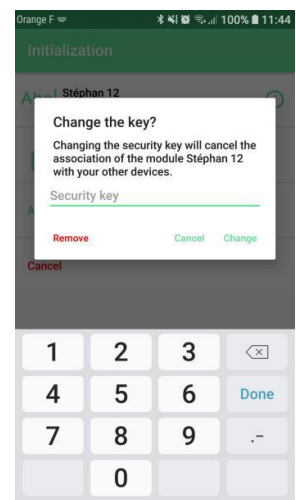 Orange F 100% 11:44
Initialization
Stéphan 12
Change the key?
Changing the security key will cancel the
association of the module Stéphan 12
with your other devices.
Security key
Remove Cancel Change
Cancel
1 2 3
4 5 6 Done
7 8 9 .-
0